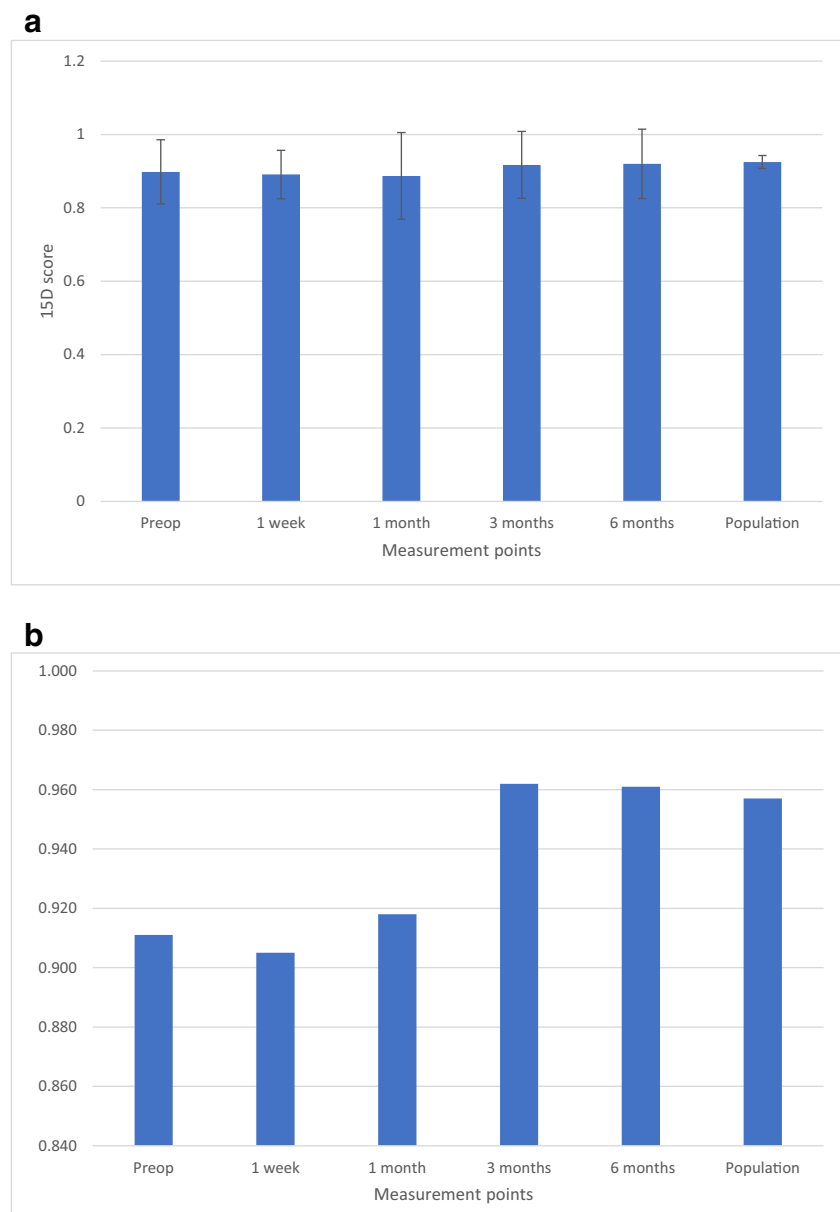 a
1.2
1
0.8
0.6
0.4
0.2
0
15D score
Preop 1 week 1 month 3 months 6 months Population
Measurement points
b
1.000
0.980
0.960
0.940
0.920
0.900
0.880
0.860
0.840
Preop 1 week 1 month 3 months 6 months Population
Measurement points